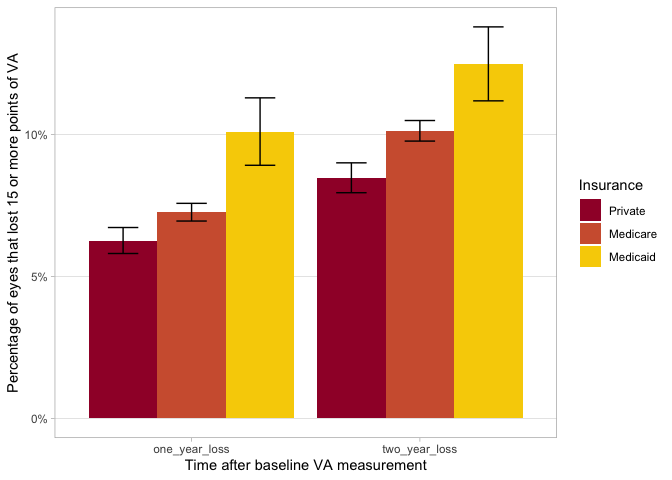 Percentage of eyes that lost 15 or more points of VA
10%
5%
0%
one_year_loss
two_year_loss
Time after baseline VA measurement
Insurance
Private
Medicare
Medicaid